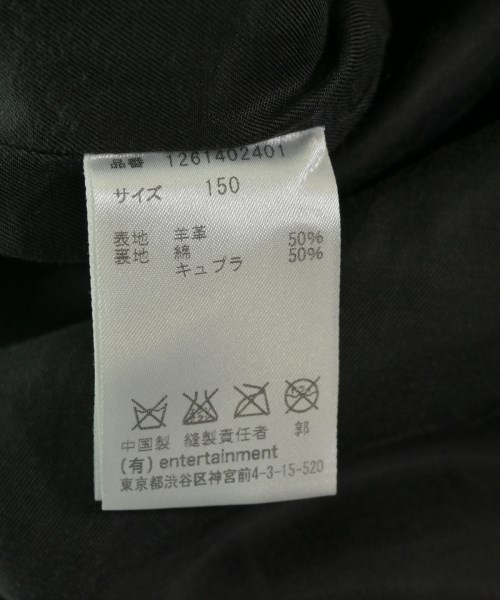 品番 1261402401
サイズ 150
表地 羊革 50%
裏地 綿 50%
キュプラ
中国製 縫製責任者 郭
(有) entertainment
東京都渋谷区神宮前4-3-15-520